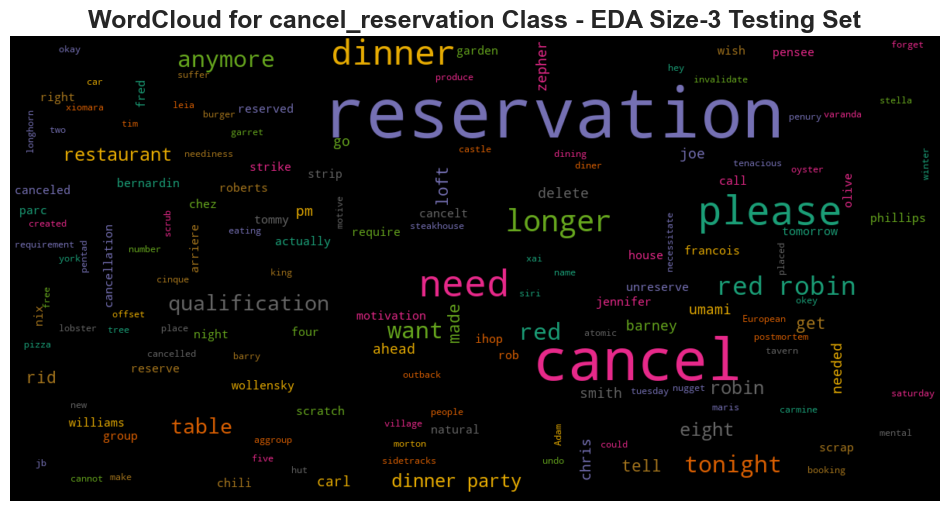 WordCloud for cancel_reservation Class - EDA Size-3 Testing Set
okay
anymore
dinner
garden
zepher
wish
pensee
forget
car
suffer
produce
hey
invalidate
right
fred
leia
reservation
stella
xiomara
burger
reserved
penury
varanda
longhorn
two
tim
garret
go
restaurant
neediness
castle
dining
joe
strike
diner
tenacious
oyster
winter
canceled
bernardin
roberts
strip
loft
delete
call
olive
parc
chez
pm
motive
cancelt
longer
please
phillips
created
scrub
tommy
steakhouse
tomorrow
requirement
pentad
number
arriere
eating
actually
require
necessitate
francois
york
cancellation
house
placed
king
xai
name
need
cinque
siri
unreserve
red robin
free
qualification
jennifer
okey
nix
offset
motivation
made
umami
European
get
lobster
tree
place
night
four
want
red
barney
atomic
postmortem
pizza
cancelled
barry
ahead
ihop
rob
cancel
tavern
needed
rid
reserve
outback
wollensky
smith
tuesday
nugget
robin
saturday
new
scratch
people
maris
carmine
williams
table
village
natural
eight
mental
group
aggroup
morton
Adam
chris
could
jb
five
sidetracks
undo
tell
tonight
scrap
booking
cannot
make
hut
chili
carl
dinner party